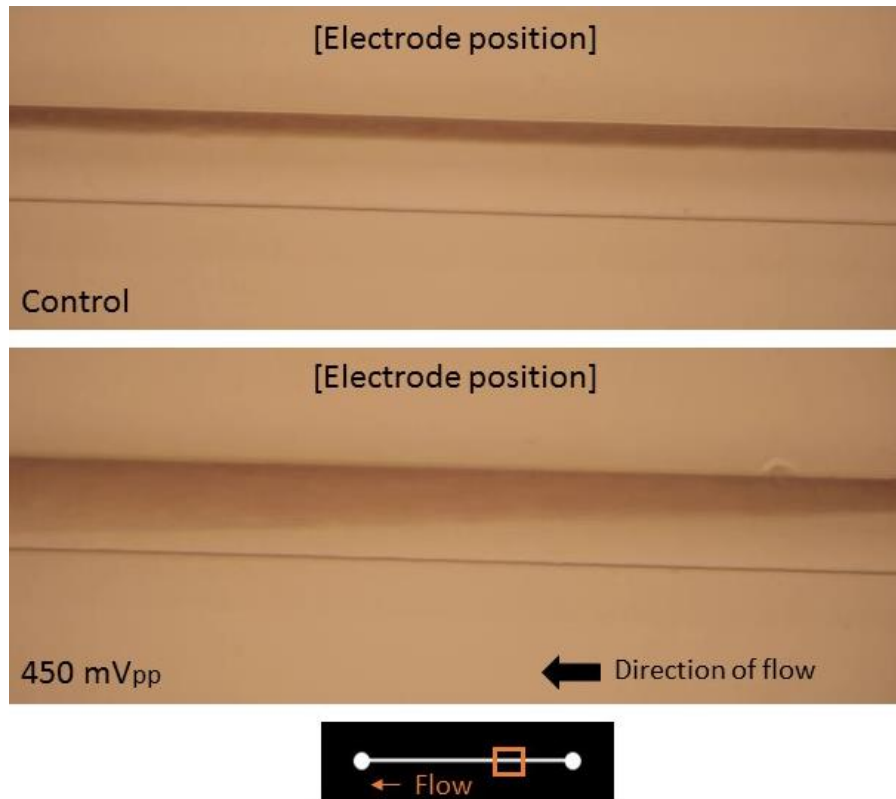 [Electrode position]
Control
[Electrode position]
450 mVpp
Direction of flow
Flow